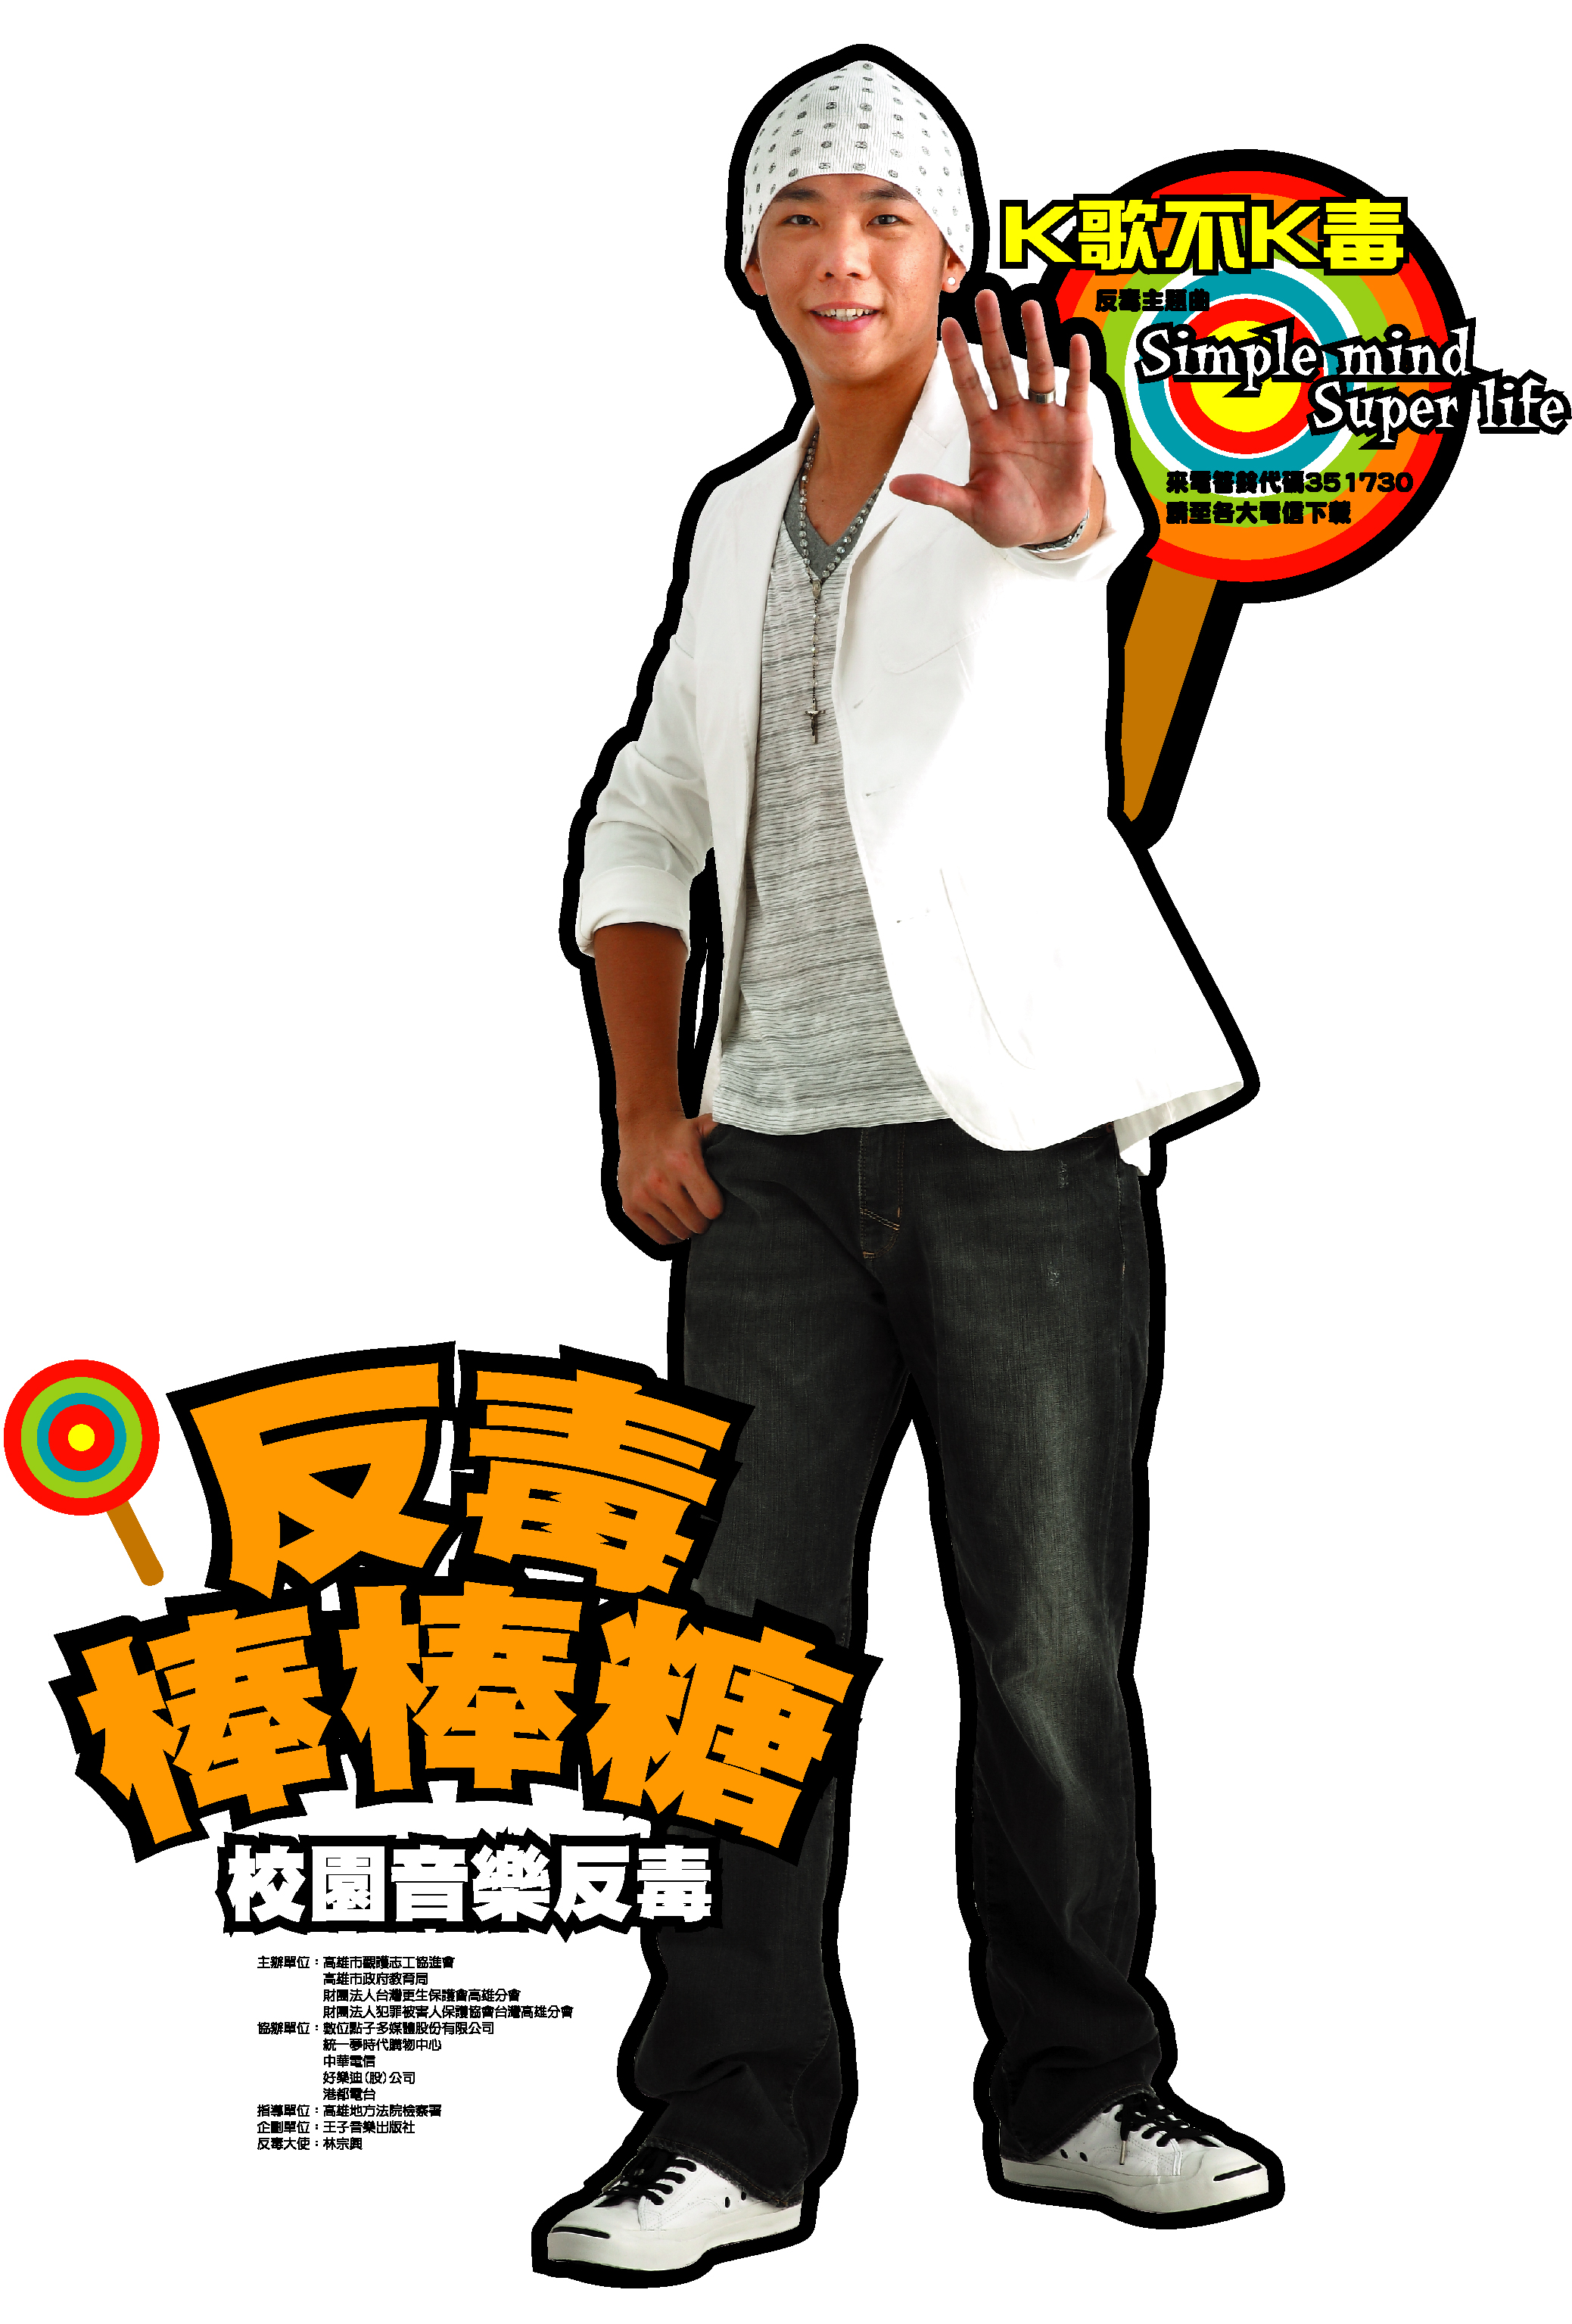 K歌不K毒
反毒主題曲
Simple mind
Super life
來電答鈴代碼351730
請至各大電信下載
反毒
棒棒糖
校園音樂反毒
主辦單位：高雄市觀護志工協進會
高雄市政府教育局
財團法人台灣更生保護會高雄分會
財團法人犯罪被害人保護協會台灣高雄分會
協辦單位：數位點子多媒體股份有限公司
統一夢時代購物中心
中華電信
好樂迪(股)公司
港都電台
指導單位：高雄地方法院檢察署
企劃單位：王子音樂出版社
反毒大使：林宗興